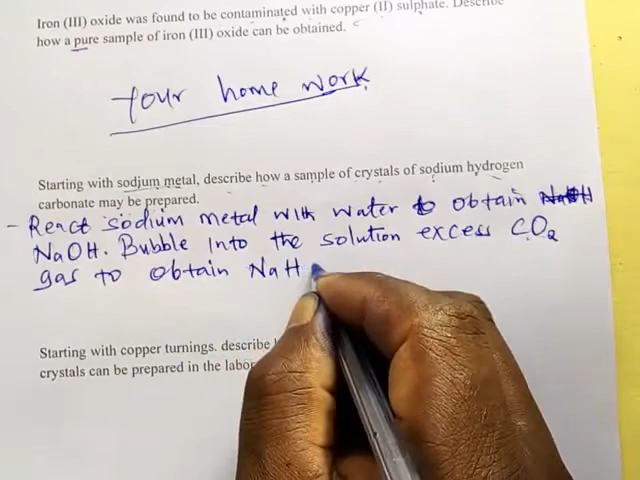 Iron (III) oxide was found to be contaminated with copper (II) sulphate. Describe
how a pure sample of iron (III) oxide can be obtained.
Your home work.
Starting with sodium metal, describe how a sample of crystals of sodium hydrogen
carbonate may be prepared.
- React sodium metal with water to obtain
NaOH. Bubble into the solution excess CO₂
gas to obtain NaH
Starting with copper turnings. describe
crystals can be prepared in the